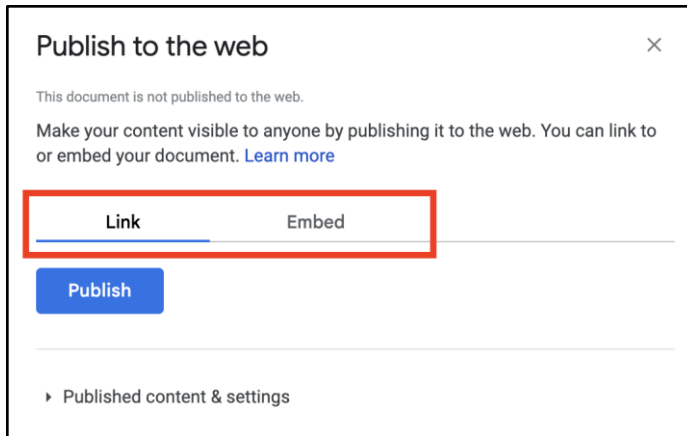 Publish to the web
This document is not published to the web.
Make your content visible to anyone by publishing it to the web. You can link to
or embed your document. Learn more
Link Embed
Publish
Published content & settings